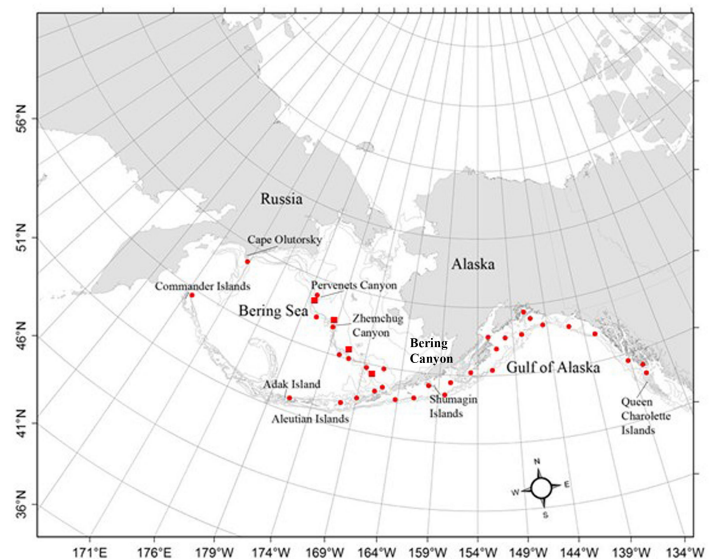 56°N
51°N
46°N
41°N
36°N
Russia
Cape Olutorsky
Commander Islands
Pervenets Canyon
Alaska
Bering Sea
Zhemchug
Canyon
Bering
Canyon
Gulf of Alaska
Adak Island
Shumagin
Islands
Aleutian Islands
Queen
Charolette
Islands
N
W
E
S
171°E
176°E
179°W
174°W
169°W
164°W
159°W
154°W
149°W
144°W
139°W
134°W